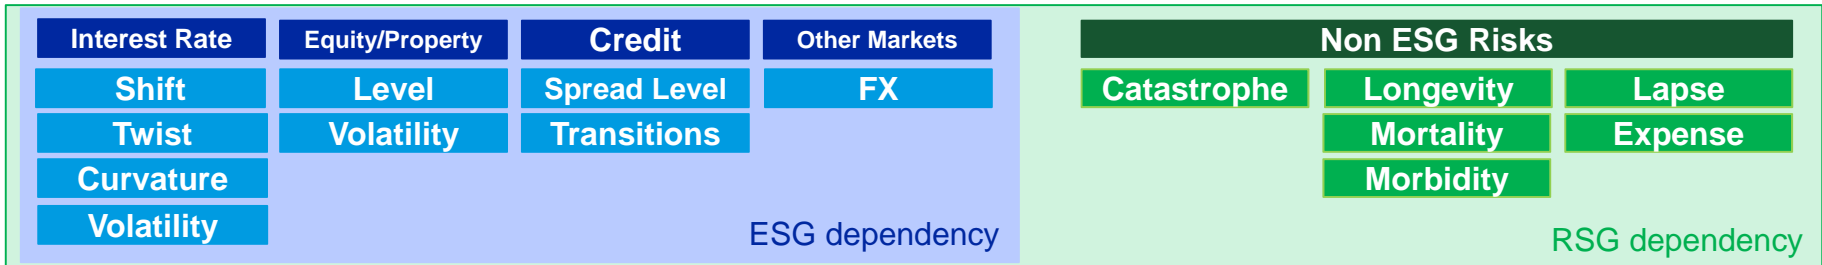 Interest Rate
Equity/Property
Credit
Other Markets
Non ESG Risks
Shift
Level
Spread Level
FX
Catastrophe
Longevity
Lapse
Twist
Volatility
Transitions
Mortality
Expense
Curvature
Morbidity
Volatility
ESG dependency
RSG dependency